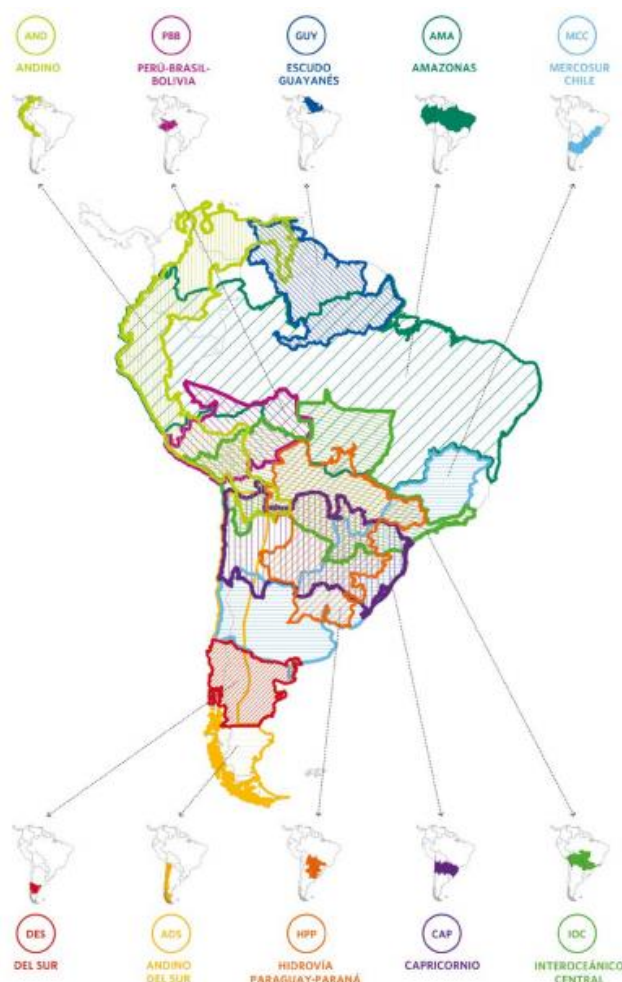 AND
PBB
GUY
AMA
MCC
ANDINO
PERÚ-BRASIL-
BOLIVIA
ESCUDO
GUAYANÉS
AMAZONAS
MERCOSUR
CHILE
DES
ADS
HPP
CAP
IDC
DEL SUR
ANDINO
DEL SUR
HIDROVÍA
PARAGUAY-PARANÁ
CAPRICORNIO
INTEROCEÁNICO
CENTRAL